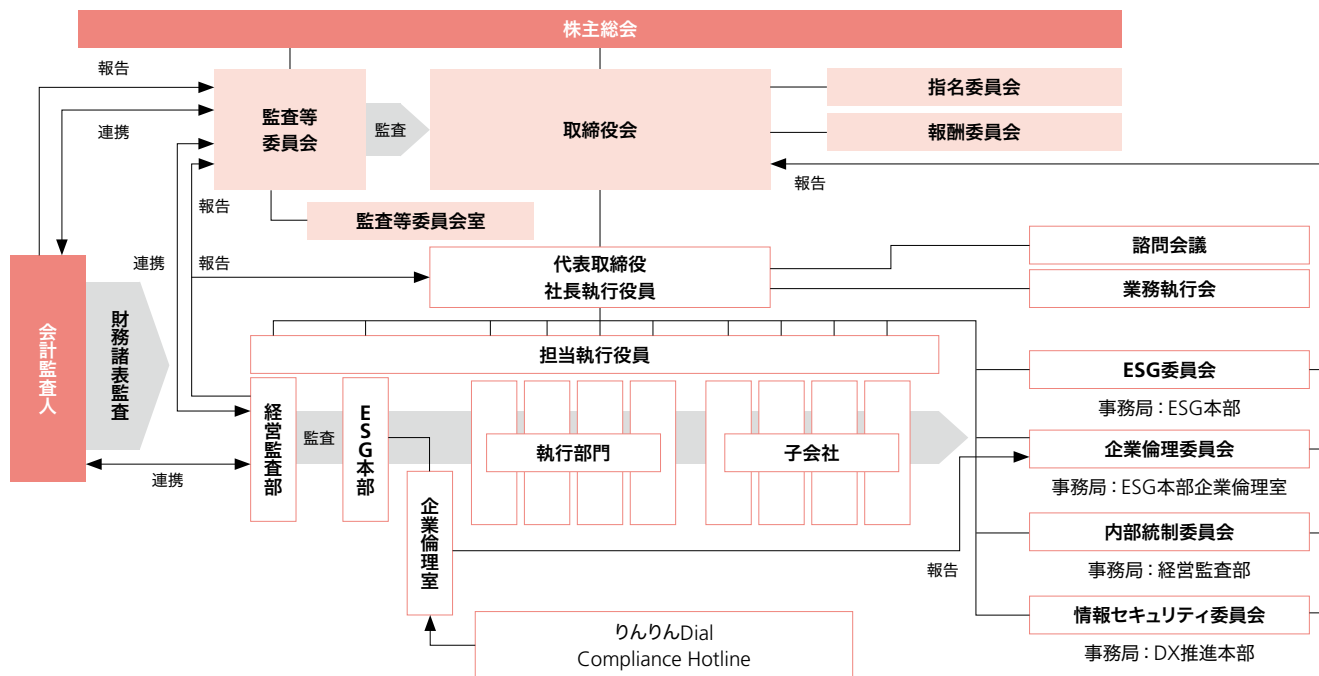 株主総会
報告
連携
監査等
委員会
監査
取締役会
指名委員会
報酬委員会
報告
報告
監査等委員会室
連携
報告
代表取締役
社長執行役員
諮問会議
業務執行会
会計監査人
財務諸表監査
担当執行役員
ESG委員会
事務局：ESG本部
経営監査部
監査
ESG本部
執行部門
子会社
企業倫理委員会
事務局：ESG本部企業倫理室
連携
企業倫理室
内部統制委員会
事務局：経営監査部
報告
情報セキュリティ委員会
事務局：DX推進本部
りんりんDial
Compliance Hotline